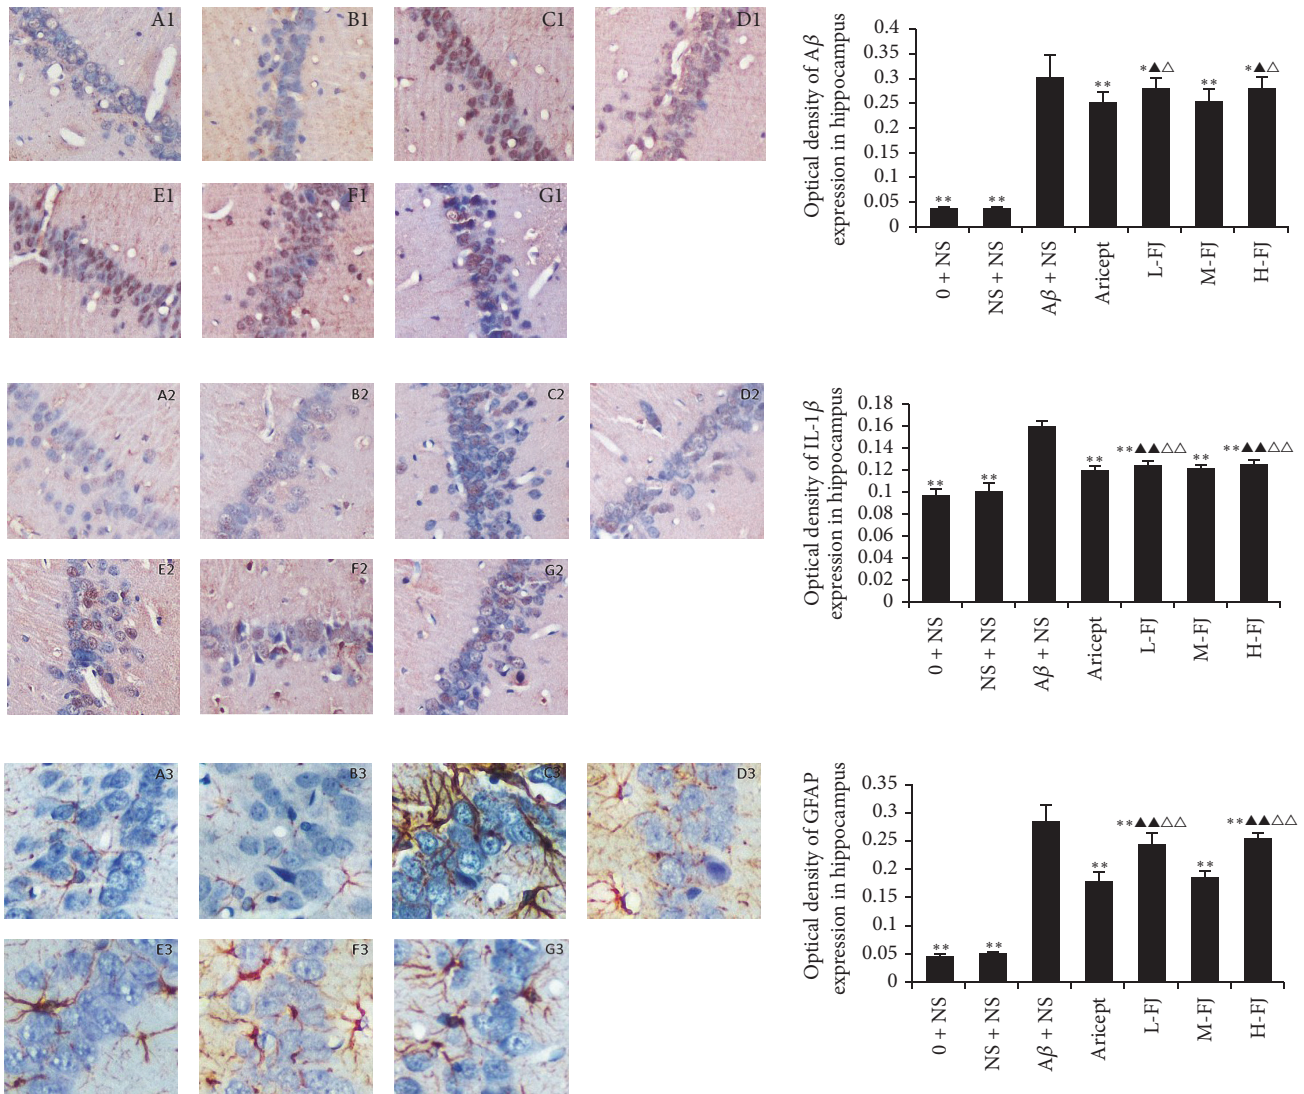 A1
B1
C1
D1
E1
F1
G1
Optical density of Aβ
expression in hippocampus
0.4
0.35
0.3
0.25
0.2
0.15
0.1
0.05
0
** ** ** *▲△ ** *▲△
0 + NS
NS + NS
Aβ + NS
Aricept
L-FJ
M-FJ
H-FJ
A2
B2
C2
D2
E2
F2
G2
Optical density of IL-1β
expression in hippocampus
0.18
0.16
0.14
0.12
0.1
0.08
0.06
0.04
0.02
0
** ** ** **▲▲△△ ** **▲▲△△
0 + NS
NS + NS
Aβ + NS
Aricept
L-FJ
M-FJ
H-FJ
A3
B3
C3
D3
E3
F3
G3
Optical density of GFAP
expression in hippocampus
0.35
0.3
0.25
0.2
0.15
0.1
0.05
0
** ** ** **▲▲△△ ** **▲▲△△
0 + NS
NS + NS
Aβ + NS
Aricept
L-FJ
M-FJ
H-FJ